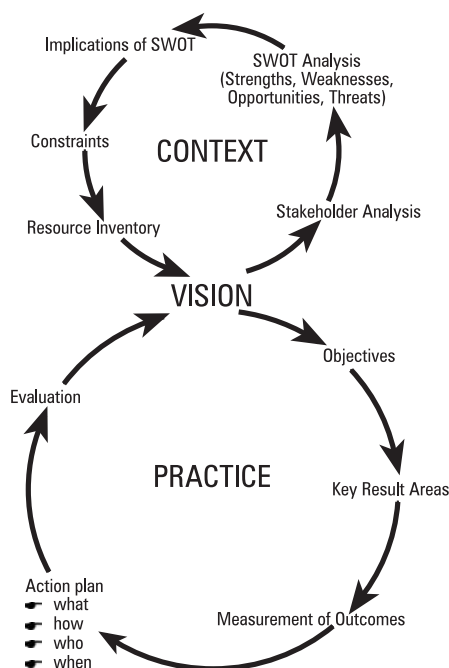 Implications of SWOT
SWOT Analysis
(Strengths, Weaknesses,
Opportunities, Threats)
Constraints
CONTEXT
Resource Inventory
Stakeholder Analysis
VISION
Objectives
Evaluation
PRACTICE
Key Result Areas
Action plan
what
how
who
when
Measurement of Outcomes